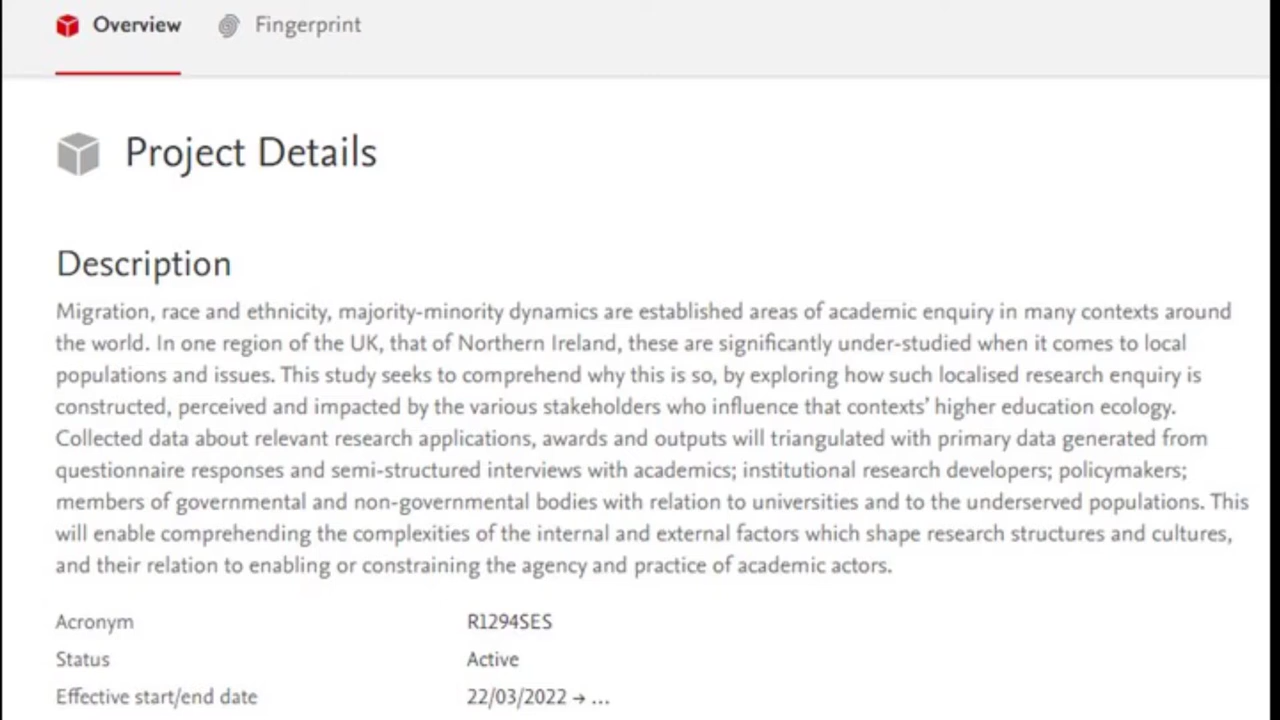 Overview Fingerprint
Project Details
Description
Migration, race and ethnicity, majority-minority dynamics are established areas of academic enquiry in many contexts around
the world. In one region of the UK, that of Northern Ireland, these are significantly under-studied when it comes to local
populations and issues. This study seeks to comprehend why this is so, by exploring how such localised research enquiry is
constructed, perceived and impacted by the various stakeholders who influence that contexts’ higher education ecology.
Collected data about relevant research applications, awards and outputs will triangulated with primary data generated from
questionnaire responses and semi-structured interviews with academics; institutional research developers; policymakers;
members of governmental and non-governmental bodies with relation to universities and to the underserved populations. This
will enable comprehending the complexities of the internal and external factors which shape research structures and cultures,
and their relation to enabling or constraining the agency and practice of academic actors.
Acronym R1294SES
Status Active
Effective start/end date 22/03/2022 → ...